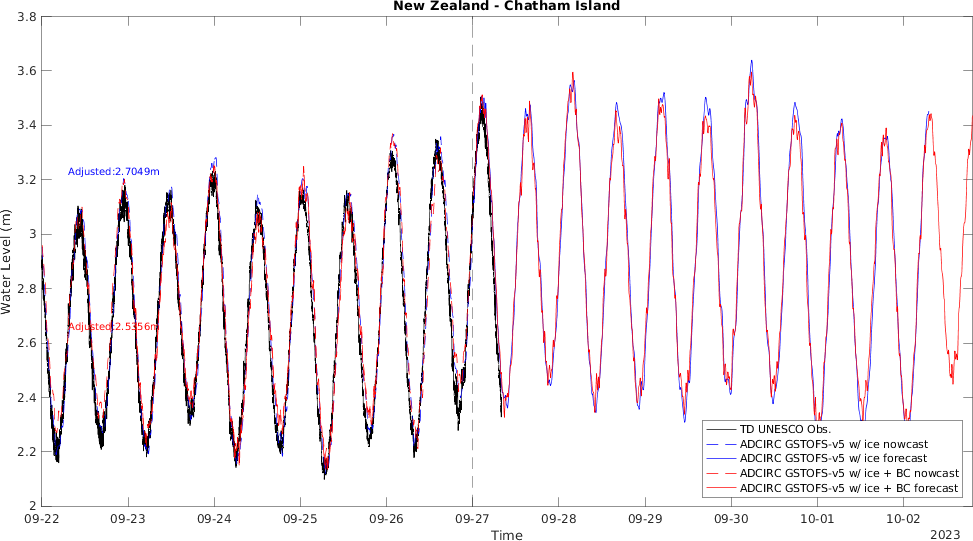 New Zealand - Chatham Island
3.8
3.6
3.4
3.2
3
2.8
2.6
2.4
2.2
2
Water Level (m)
Adjusted:2.7049m
Adjusted:2.5356m
TD UNESCO Obs.
ADCIRC GSTOFS-v5 w/ ice nowcast
ADCIRC GSTOFS-v5 w/ ice forecast
ADCIRC GSTOFS-v5 w/ ice + BC nowcast
ADCIRC GSTOFS-v5 w/ ice + BC forecast
09-22 09-23 09-24 09-25 09-26 09-27 09-28 09-29 09-30 10-01 10-02
Time
2023